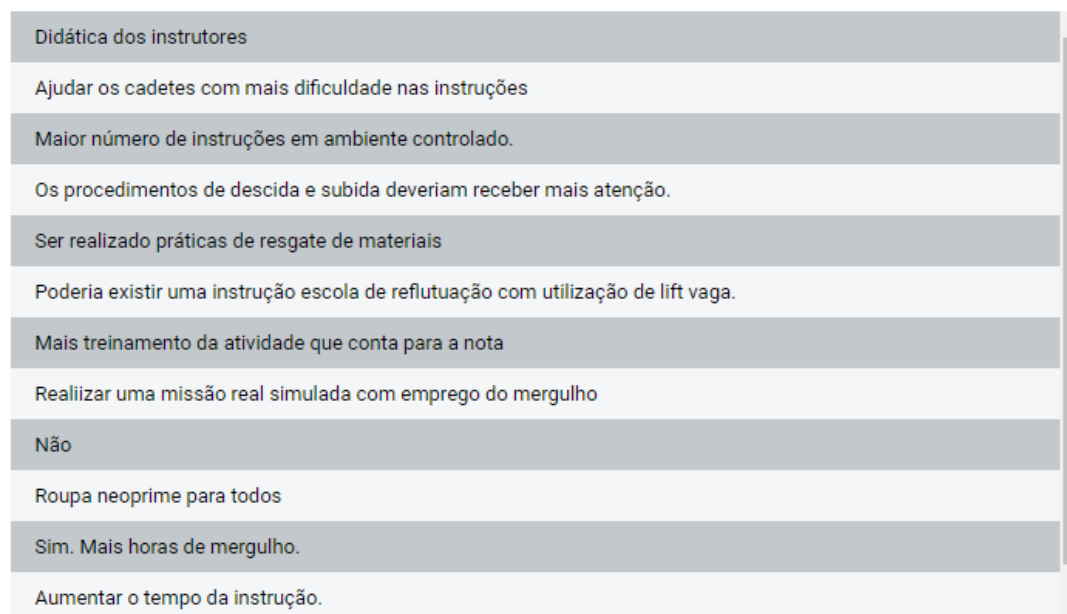 Didática dos instrutores
Ajudar os cadetes com mais dificuldade nas instruções
Maior número de instruções em ambiente controlado.
Os procedimentos de descida e subida deveriam receber mais atenção.
Ser realizado práticas de resgate de materiais
Poderia existir uma instrução escola de reflutuação com utilização de lift vaga.
Mais treinamento da atividade que conta para a nota
Realiizar uma missão real simulada com emprego do mergulho
Não
Roupa neoprime para todos
Sim. Mais horas de mergulho.
Aumentar o tempo da instrução.